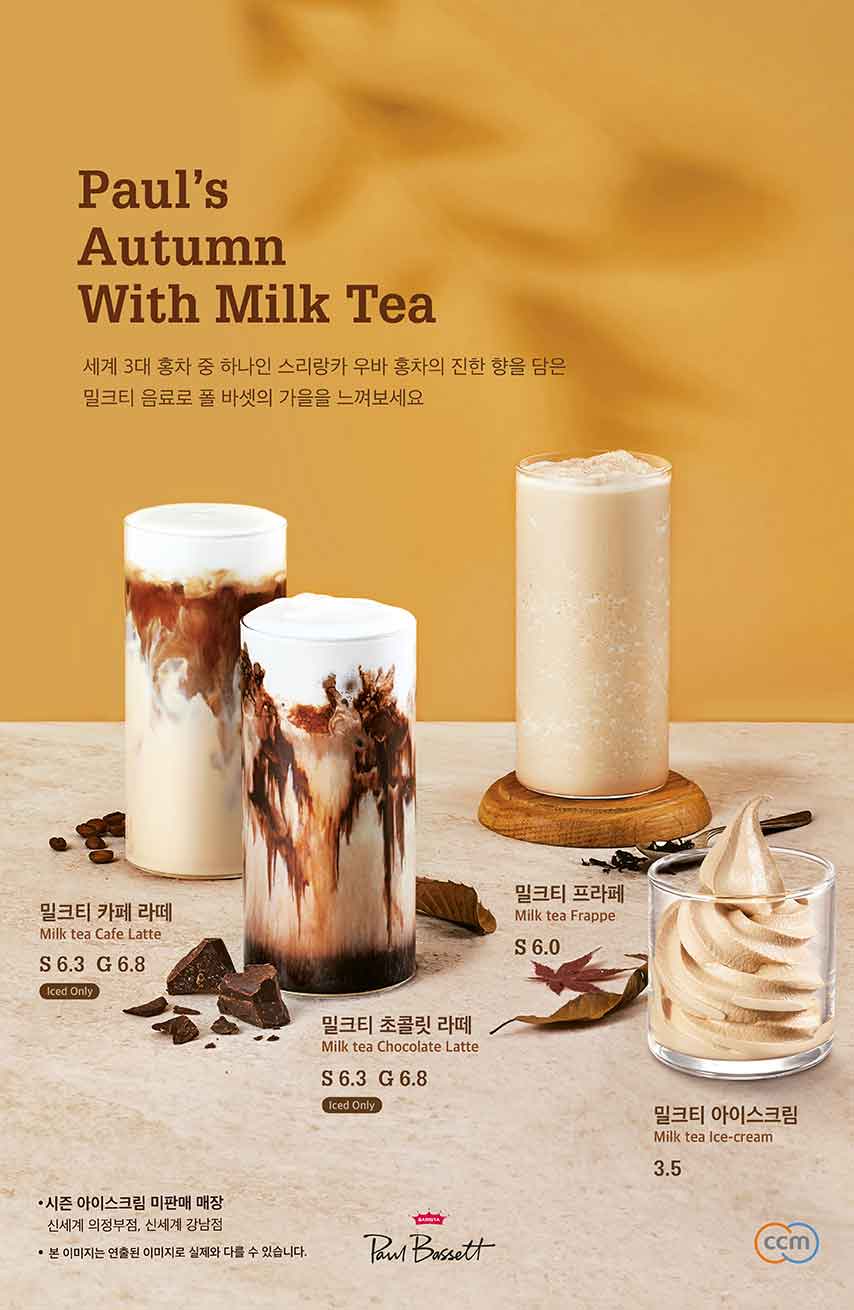 Paul's
Autumn
With Milk Tea
세계 3대 홍차 중 하나인 스리랑카 우바 홍차의 진한 향을 담은
밀크티 음료로 폴 바셋의 가을을 느껴보세요
밀크티 카페 라떼
Milk tea Cafe Latte
S 6.3 G 6.8
Iced Only
밀크티 초콜릿 라떼
Milk tea Chocolate Latte
S 6.3 G 6.8
Iced Only
밀크티 프라페
Milk tea Frappe
S 6.0
밀크티 아이스크림
Milk tea Ice-cream
3.5
•시즌 아이스크림 미판매 매장
신세계 의정부점, 신세계 강남점
• 본 이미지는 연출된 이미지로 실제와 다를 수 있습니다.
BARISTA
Paul Bassett
ccm